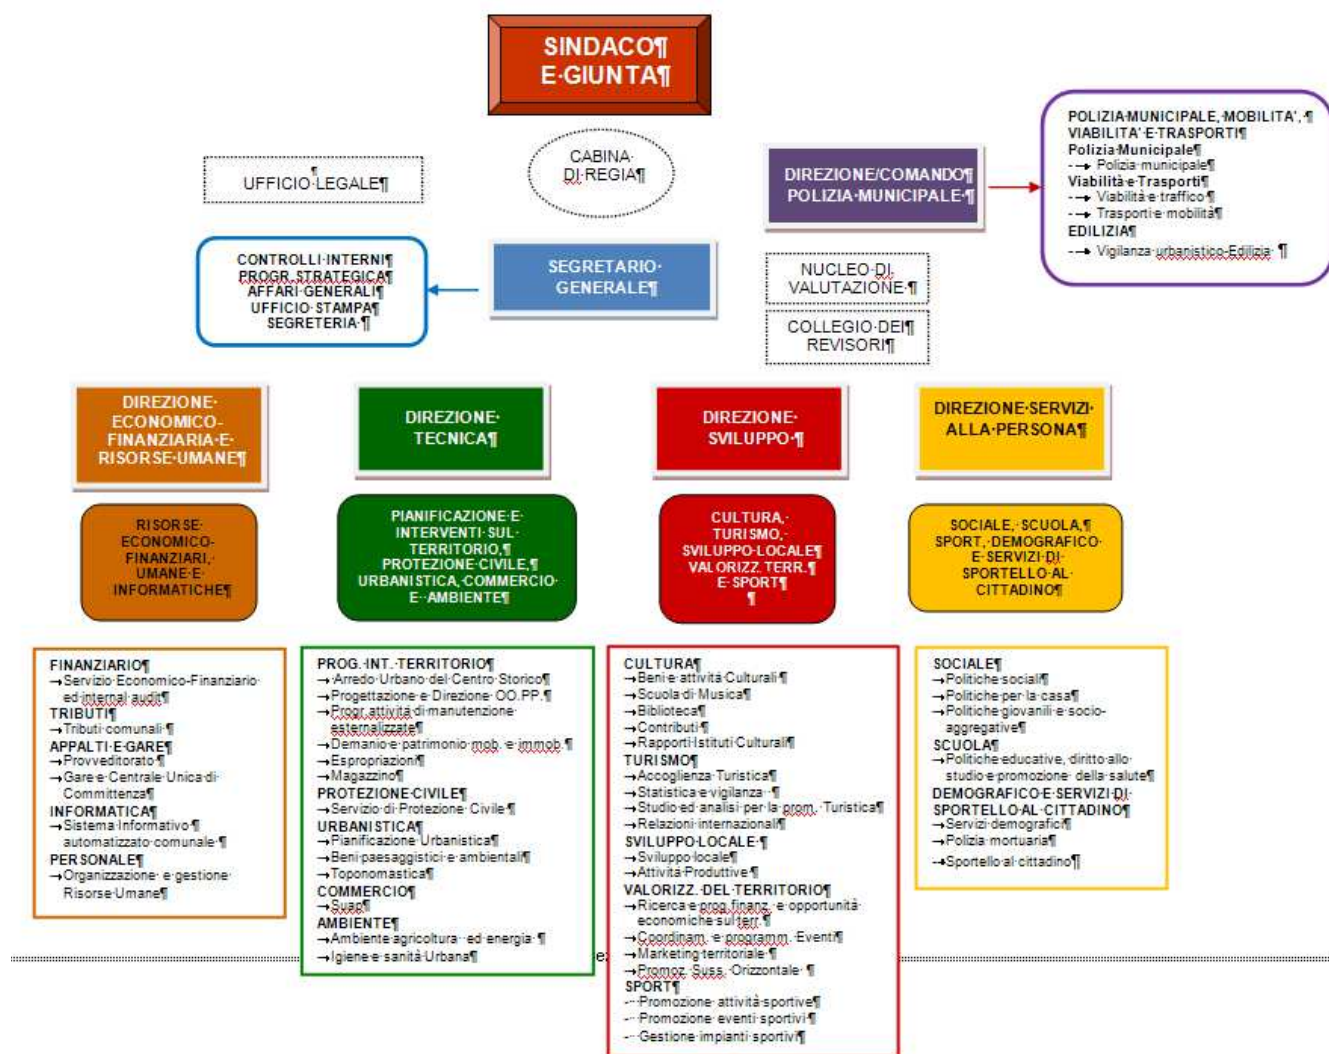 SINDACO¶
E·GIUNTA¶
CABINA·
DI·REGIA¶
¶
UFFICIO·LEGALE¶
DIREZIONE/COMANDO¶
POLIZIA·MUNICIPALE·¶
POLIZIA·MUNICIPALE,·MOBILITA',·¶
VIABILITA'·E·TRASPORTI¶
Polizia·Municipale¶
Polizia·municipale¶
Viabilità·e·Trasporti¶
Viabilità·e·traffico¶
Trasporti·e·mobilità¶
EDILIZIA¶
Vigilanza·urbanistico-Edilizia·¶
CONTROLLI·INTERNI¶
PROGR.STRATEGICA¶
AFFARI·GENERALI¶
UFFICIO·STAMPA¶
SEGRETERIA·¶
SEGRETARIO·
GENERALE¶
NUCLEO·DI·
VALUTAZIONE·¶
COLLEGIO·DEI¶
REVISORI¶
DIREZIONE·
ECONOMICO-
FINANZIARIA·E·
RISORSE·UMANE¶
DIREZIONE·
TECNICA¶
DIREZIONE·
SVILUPPO·¶
DIREZIONE·SERVIZI·
ALLA·PERSONA¶
RISORSE·
ECONOMICO-
FINANZIARI,·
UMANE·E·
INFORMATICHE¶
PIANIFICAZIONE·E·
INTERVENTI·SUL·
TERRITORIO,¶
PROTEZIONE·CIVILE,¶
URBANISTICA,·COMMERCIO·
E··AMBIENTE¶
CULTURA,·
TURISMO,·
SVILUPPO·LOCALE¶
VALORIZZ.TERR.¶
E·SPORT¶
¶
SOCIALE,·SCUOLA,¶
SPORT,·DEMOGRAFICO·
E·SERVIZI·DI·
SPORTELLO·AL·
CITTADINO¶
FINANZIARIO¶
→Servizio·Economico-Finanziario·
ed·internal·audit¶
TRIBUTI¶
→Tributi·comunali·¶
APPALTI·E·GARE¶
→Provveditorato¶
→Gare·e·Centrale·Unica·di·
Committenza¶
INFORMATICA¶
→Sistema·Informativo·¶
automatizzato·comunale·¶
PERSONALE¶
→Organizzazione··e·gestione·
Risorse·Umane¶
PROG.·INT.·TERRITORIO¶
→·Arredo·Urbano·del·Centro·Storico¶
→Progettazione·e·Direzione·OO.PP.¶
→Progr.attività·di·manutenzione·
esternalizzate¶
→Demanio·e·patrimonio·mob.·e·immob.¶
→Espropriazioni¶
→Magazzino¶
PROTEZIONE·CIVILE¶
→Servizio·di·Protezione·Civile·¶
URBANISTICA¶
→Pianificazione·Urbanistica¶
→Beni·paesaggistici·e·ambientali¶
→Toponomastica¶
COMMERCIO¶
→Suap¶
AMBIENTE¶
→Ambiente·agricoltura··ed·energia·¶
→Igiene·e·sanità·Urbana¶
CULTURA¶
→Beni·e·attività·Culturali¶
→Scuola·di·Musica¶
→Biblioteca¶
→Contributi¶
→Rapporti·Istituti·Culturali¶
TURISMO¶
→Accoglienza·Turistica¶
→Statistica·e·vigilanza··¶
→Studio·ed·analisi·per·la·prom.·Turistica¶
→Relazioni·internazionali¶
SVILUPPO·LOCALE·¶
→Sviluppo·locale¶
→Attività·Produttive¶
VALORIZZ.·DEL·TERRITORIO¶
→Ricerca·e·prog.finanz.·e·opportunità·
economiche·sul·terr.¶
→Coordinam.·e·programm.·Eventi¶
→Marketing·territoriale·¶
→Promoz.·Suss.·Orizzontale·¶
SPORT¶
Promozione·attività·sportive¶
Promozione·eventi·sportivi¶
Gestione·impianti·sportivi¶
SOCIALE¶
→Politiche·sociali¶
→Politiche·per·la·casa¶
→Politiche·giovanili·e·socio-
aggregative¶
SCUOLA¶
→Politiche·educative,·diritto·allo·
studio·e·promozione··della·salute¶
DEMOGRAFICO·E·SERVIZI·DI·
SPORTELLO·AL·CITTADINO¶
→Servizi·demografici¶
→Polizia·mortuaria¶
→Sportello·al·cittadino¶